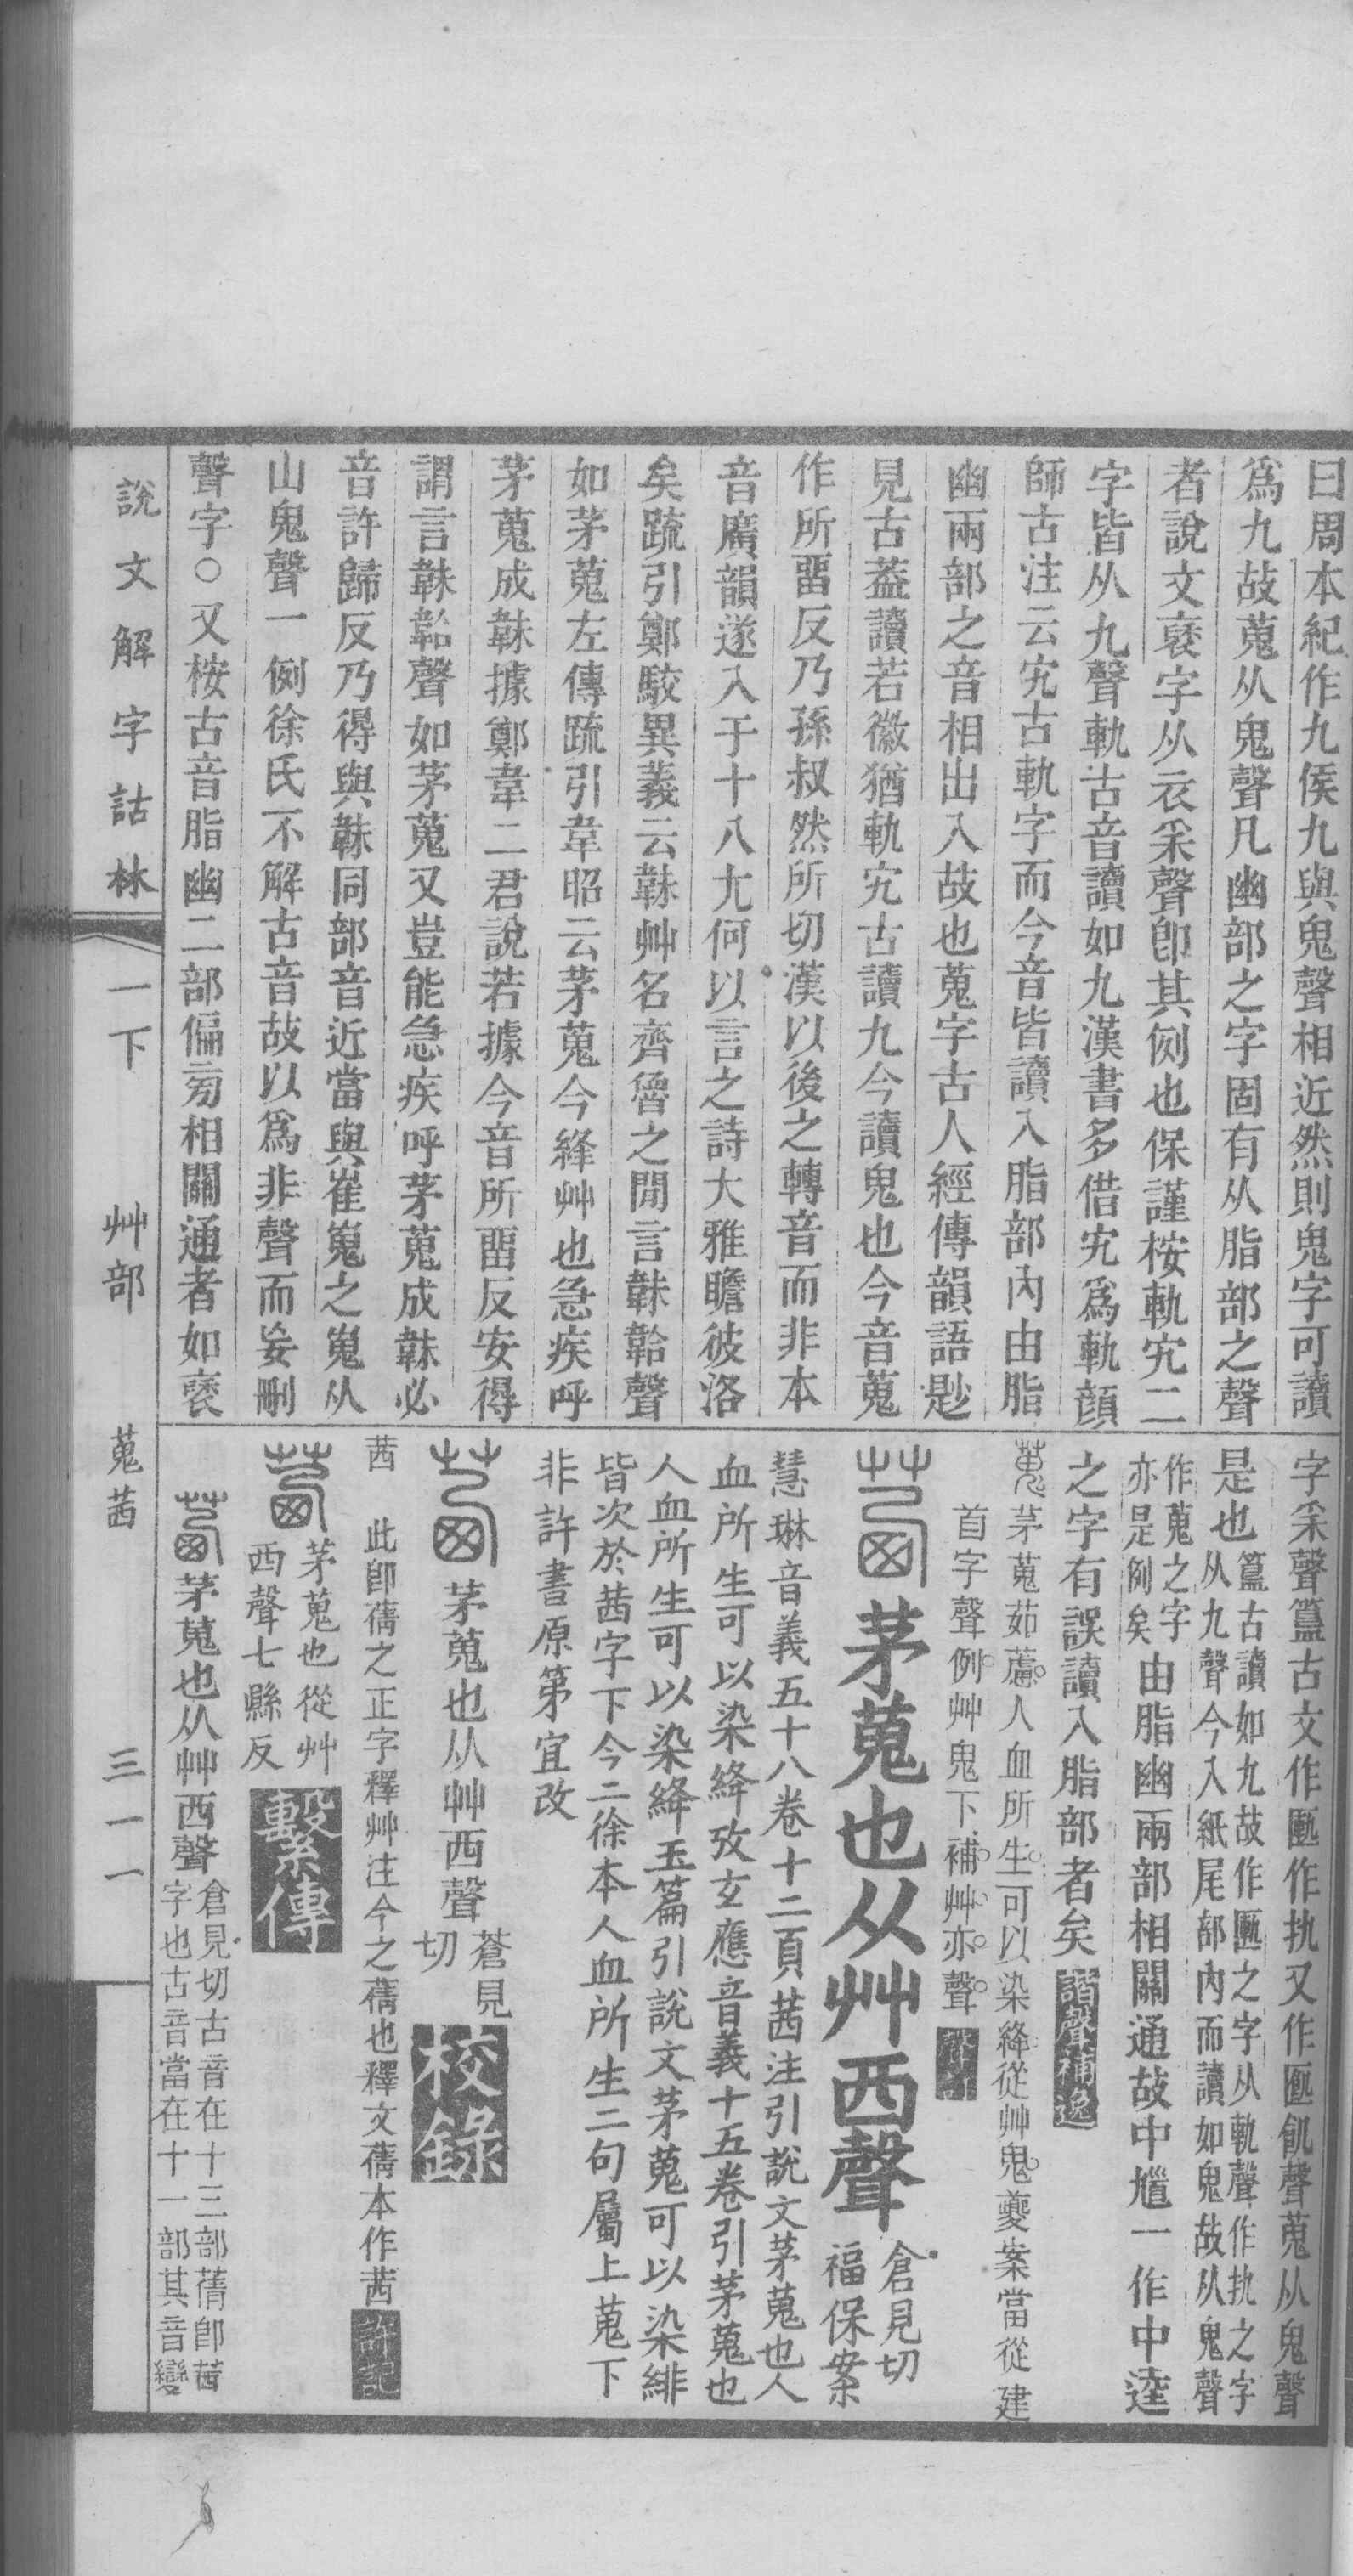 曰周本紀作九侯九與鬼聲相近然則鬼字可讀
爲九故蒐从鬼聲凡幽部之字固有从脂部之聲
者說文褎字从衣采聲卽其例也保謹桉軌宄二
字皆从九聲軌古音讀如九漢書多借宄爲軌顔
師古注云宄古軌字而今音皆讀入脂部內由脂
幽兩部之音相出入故也蒐字古人經傳韻語尟
見古葢讀若徽猶軌宄古讀九今讀鬼也今音蒐
作所畱反乃孫叔然所切漢以後之轉音而非本
音廣韻遂入于十八尤何以言之詩大雅瞻彼洛
矣疏引鄭駮異義云韎艸名齊魯之閒言韎韐聲
如茅蒐左傳疏引韋昭云茅蒐今絳艸也急疾呼
茅蒐成韎據鄭韋二君說若據今音所畱反安得
謂言韎韐聲如茅蒐又豈能急疾呼茅蒐成韎必
音許歸反乃得與韎同部音近當與嵬之嵬从
山鬼聲一例徐氏不解古音故以爲非聲而妄刪
聲字○又桉古音脂幽二部偏旁相關通者如褎
字采聲簋古文作匭作朹又作匦飢聲蒐从鬼聲
是也簋古讀如九故作匭之字从軌聲作朹之字
从九聲今入紙尾部內而讀如鬼故从鬼聲
作蒐之字
亦是例矣由脂幽兩部相關通故中馗一作中逵
之字有誤讀入脂部者矣諧聲補逸
蒐茅蒐茹藘人血所生可以染絳從艸鬼夔案當從建
首字聲例艸鬼下補艸亦聲
茜茅蒐也从艸西聲倉見切
福保案
慧琳音義五十八卷十二頁茜注引說文茅蒐也人
血所生可以染絳攷玄應音義十五卷引茅蒐也
人血所生可以染絳玉篇引說文茅蒐可以染緋
皆次於茜字下今二徐本人血所生二句屬上蒐下
非許書原第宜改
茜茅蒐也从艸西聲蒼見
切校錄
茜 此卽蒨之正字釋艸注今之蒨也釋文蒨本作茜許記
茜茅蒐也從艸
西聲七縣反繫傳
茜茅蒐也从艸西聲倉見切古音在十三部蒨卽茜
字也古音當在十一部其音變
說文解字詁林 一下 艸部 蒐茜 三一一